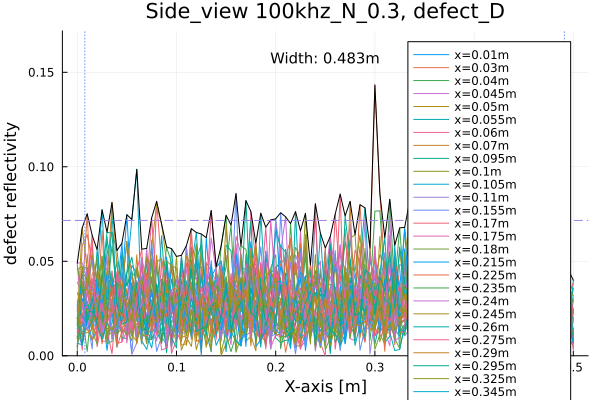 Side_view 100khz_N_0.3, defect_D
Width: 0.483m
defect reflectivity
0.15
0.10
0.05
0.00
0.0
0.1
0.2
0.3
.5
X-axis [m]
x=0.01m
x=0.03m
x=0.04m
x=0.045m
x=0.05m
x=0.055m
x=0.06m
x=0.07m
x=0.095m
x=0.1m
x=0.105m
x=0.11m
x=0.155m
x=0.17m
x=0.175m
x=0.18m
x=0.215m
x=0.225m
x=0.235m
x=0.24m
x=0.245m
x=0.26m
x=0.275m
x=0.29m
x=0.295m
x=0.325m
x=0.345m